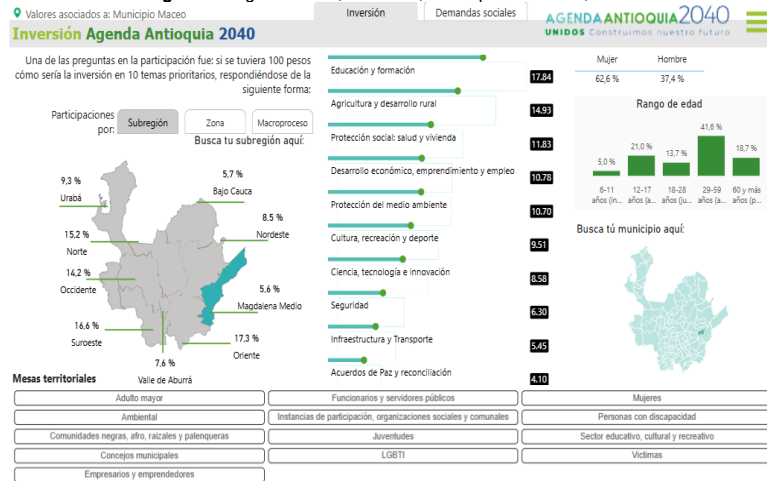 Valores asociados a: Municipio Maceo
Inversión
Demandas sociales
AGENDA ANTIOQUIA 2040
UNIDOS Construimos nuestro futuro
Inversión Agenda Antioquia 2040
Una de las preguntas en la participación fue: si se tuviera 100 pesos
cómo sería la inversión en 10 temas prioritarios, respondiéndose de la
siguiente forma:
Participaciones
por:
Subregión
Zona
Macroproceso
Busca tu subregión aquí:
9,3 %
Urabá
5,7 %
Bajo Cauca
8,5 %
Nordeste
15,2 %
Norte
14,2 %
Occidente
5,6 %
Magdalena Medio
16,6 %
Suroeste
17,3 %
Oriente
7,6 %
Valle de Aburrá
Educación y formación
17.84
Agricultura y desarrollo rural
14.93
Protección social: salud y vivienda
11.83
Desarrollo económico, emprendimiento y empleo
10.78
Protección del medio ambiente
10.70
Cultura, recreación y deporte
9.51
Ciencia, tecnología e innovación
8.58
Seguridad
6.30
Infraestructura y Transporte
5.45
Acuerdos de Paz y reconciliación
4.10
Mujer Hombre
62,6 % 37,4 %
Rango de edad
5,0 %
21,0 %
13,7 %
41,6 %
18,7 %
6-11 12-17 18-28 29-59 60 y más
años (in... años (a... años (ju... años (a... años (p...
Busca tú municipio aquí:
Mesas territoriales
Adulto mayor
Funcionarios y servidores públicos
Mujeres
Ambiental
Instancias de participación, organizaciones sociales y comunales
Personas con discapacidad
Comunidades negras, afro, raizales y palenqueras
Juventudes
Sector educativo, cultural y recreativo
Concejos municipales
LGBTI
Victimas
Empresarios y emprendedores